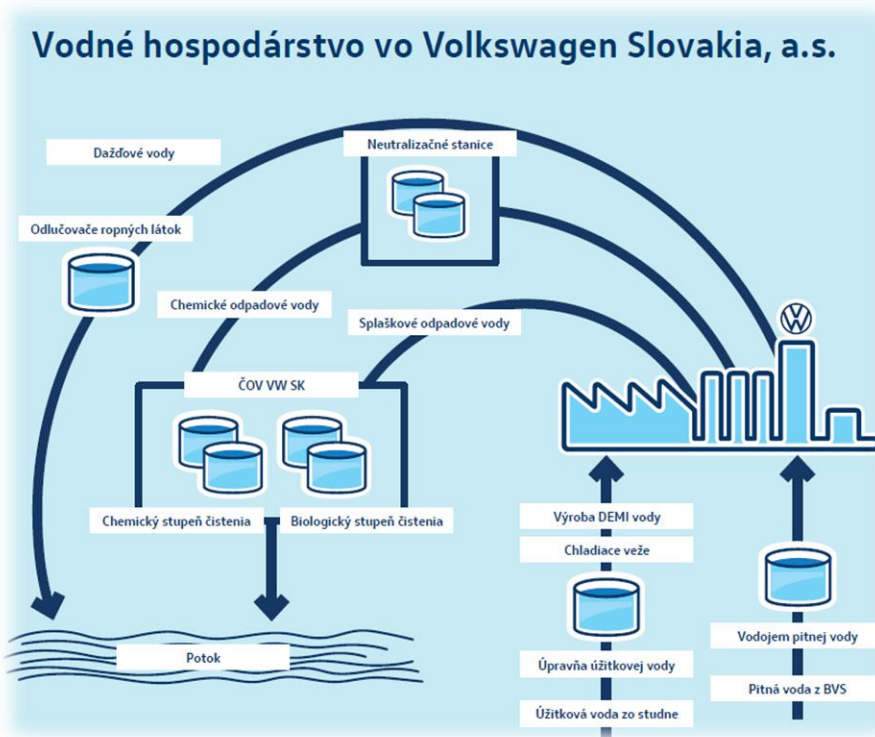 Vodné hospodárstvo vo Volkswagen Slovakia, a.s.
Dažďové vody
Neutralizačné stanice
Odlučovače ropných látok
Chemické odpadové vody
Splaškové odpadové vody
ČOV VW SK
Chemický stupeň čistenia
Biologický stupeň čistenia
Výroba DEMI vody
Chladiace veže
Potok
Vodojem pitnej vody
Úpravňa úžitkovej vody
Pitná voda z BVS
Úžitková voda zo studne